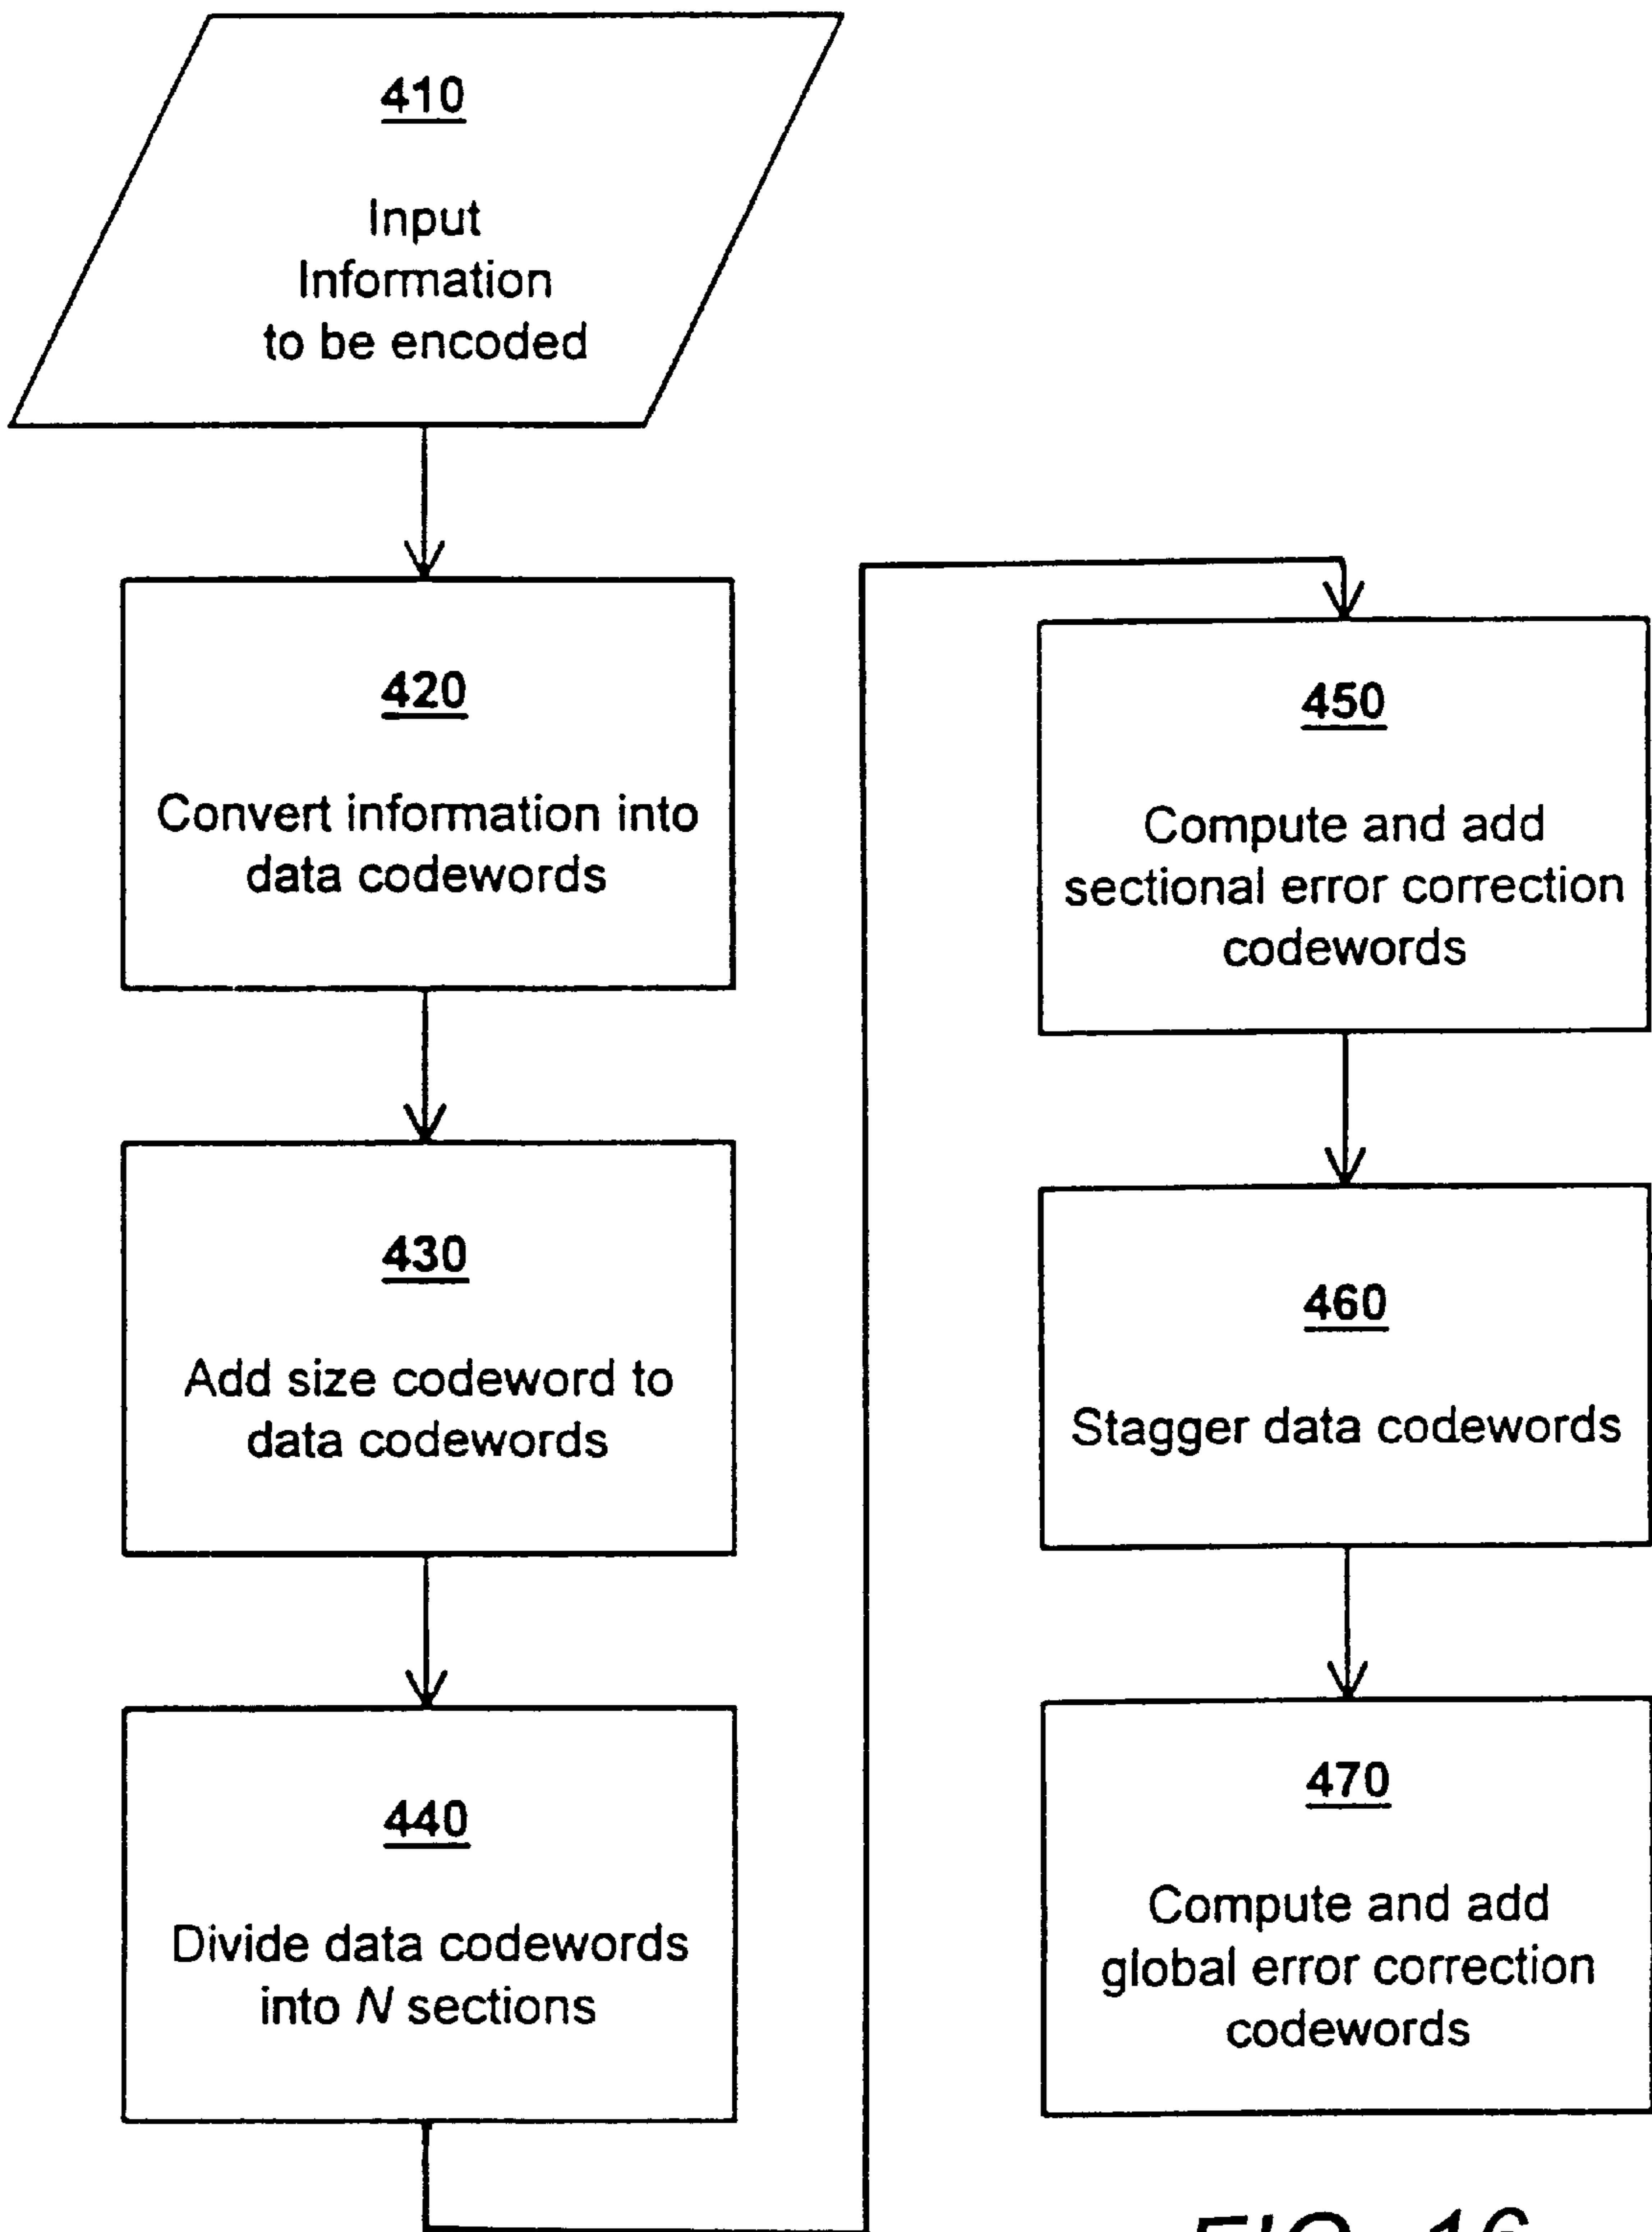 410
Input
Information
to be encoded
420
Convert information into
data codewords
430
Add size codeword to
data codewords
440
Divide data codewords
into N sections
450
Compute and add
sectional error correction
codewords
460
Stagger data codewords
470
Compute and add
global error correction
codewords
FIG. 16